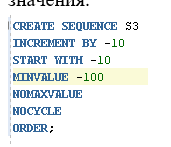 значения.
CREATE SEQUENCE S3
INCREMENT BY -10
START WITH -10
MINVALUE -100
NOMAXVALUE
NOCYCLE
ORDER;